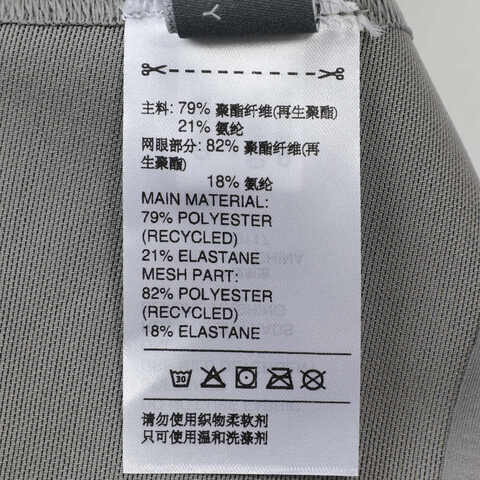 Y
主料: 79% 聚酯纤维(再生聚酯)
21% 氨纶
网眼部分: 82% 聚酯纤维(再
生聚酯)
18% 氨纶
MAIN MATERIAL:
79% POLYESTER
(RECYCLED)
21% ELASTANE
MESH PART:
82% POLYESTER
(RECYCLED)
18% ELASTANE
30
请勿使用织物柔软剂
只可使用温和洗涤剂